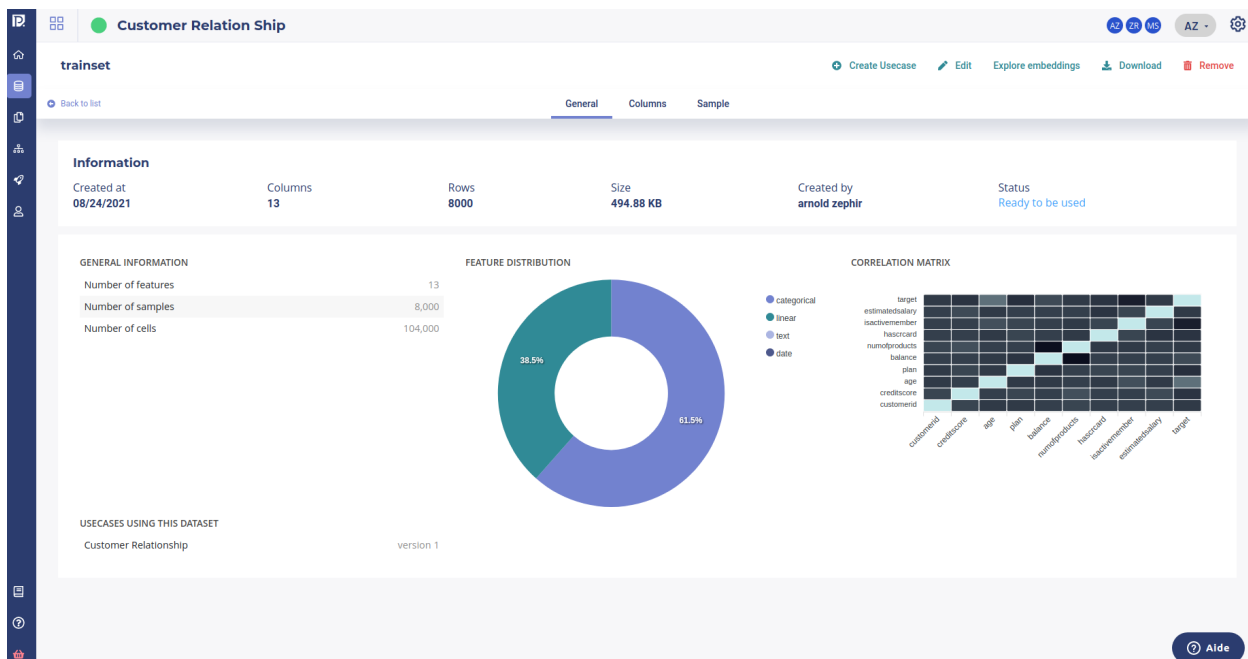 Customer Relation Ship
AZ ZR MS AZ
trainset
Create Usecase Edit Explore embeddings Download Remove
Back to list
General Columns Sample
Information
Created at Columns Rows Size Created by Status
08/24/2021 13 8000 494.88 KB arnold zephir Ready to be used
GENERAL INFORMATION
Number of features 13
Number of samples 8,000
Number of cells 104,000
USECASES USING THIS DATASET
Customer Relationship version 1
FEATURE DISTRIBUTION
38.5%
61.5%
categorical
linear
text
date
CORRELATION MATRIX
target
estimatedsalary
isactivemember
hascrcard
numofproducts
balance
plan
age
creditscore
customerid
customerid creditscore age plan balance numofproducts hascrcard isactivemember estimatedsalary target
Aide